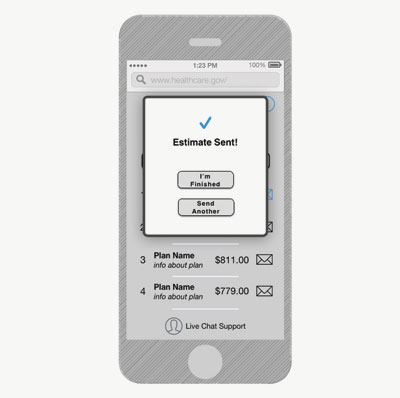 1:23 PM
100%
www.healthcare.gov/
Estimate Sent!
I'm
Finished
Send
Another
3 Plan Name $811.00
info about plan
4 Plan Name $779.00
info about plan
Live Chat Support